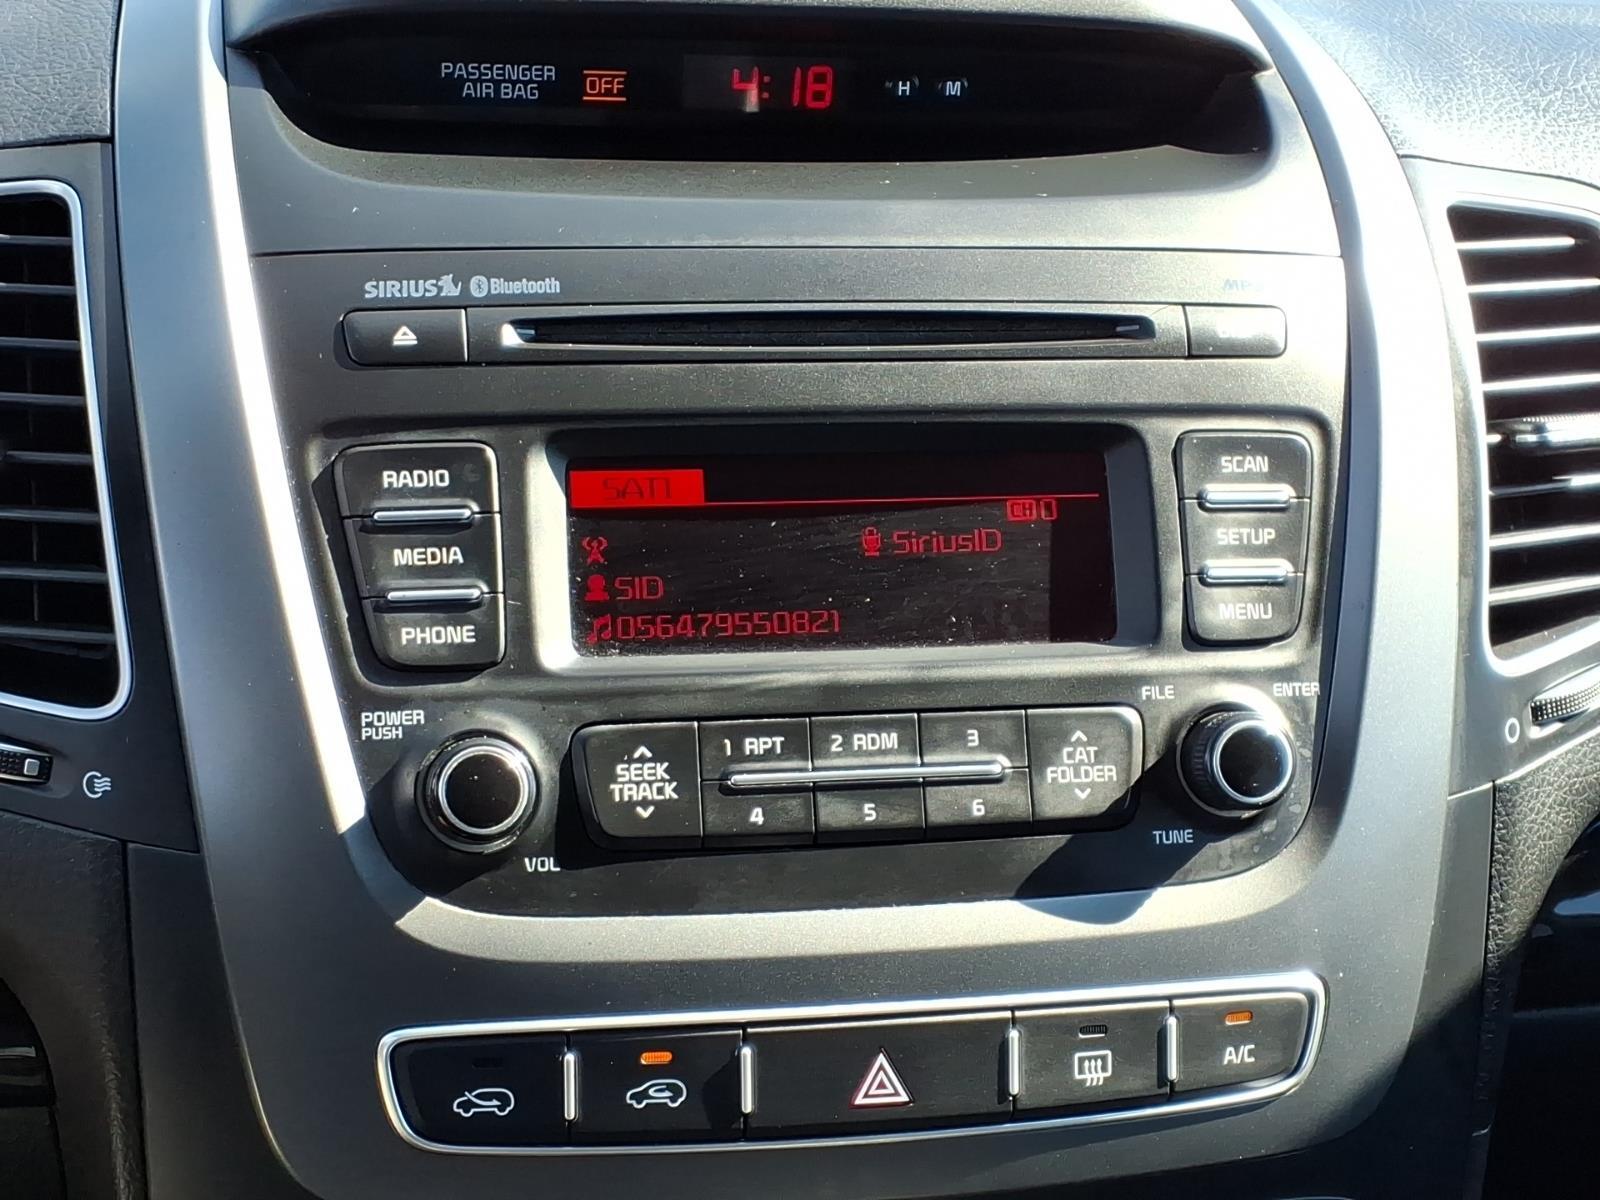 PASSENGER
AIR BAG
OFF
4:18
H M
SIRIUS Bluetooth
RADIO
MEDIA
PHONE
SAT1
CH 0
SiriusID
SID
056479550821
SCAN
SETUP
MENU
POWER
PUSH
VOL
SEEK
TRACK
1 RPT
2 RDM
3
4
5
6
CAT
FOLDER
FILE
ENTER
TUNE
A/C